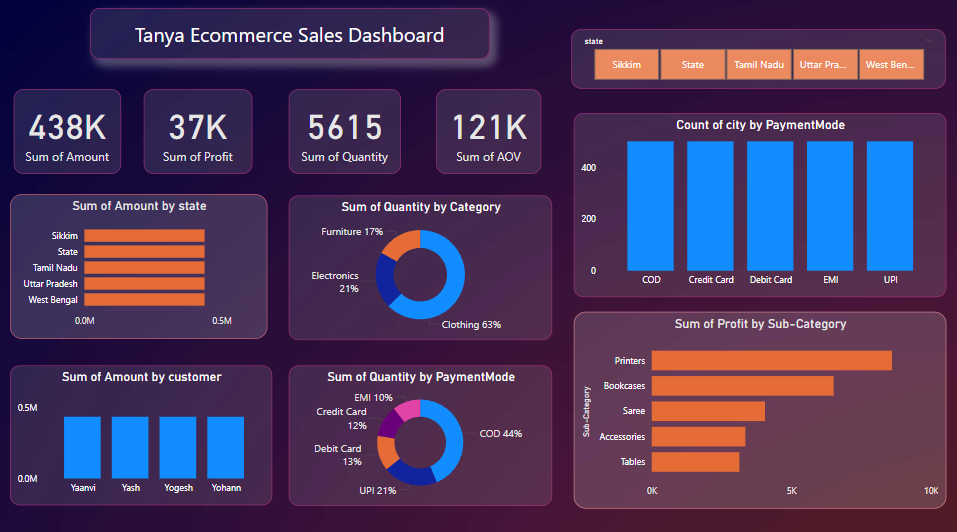 Tanya Ecommerce Sales Dashboard
state
Sikkim
State
Tamil Nadu
Uttar Pra...
West Ben...
438K
Sum of Amount
37K
Sum of Profit
5615
Sum of Quantity
121K
Sum of AOV
Sum of Amount by state
Sikkim
State
Tamil Nadu
Uttar Pradesh
West Bengal
0.0M
0.5M
Sum of Quantity by Category
Furniture 17%
Electronics
21%
Clothing 63%
Count of city by PaymentMode
400
200
0
COD
Credit Card
Debit Card
EMI
UPI
Sum of Amount by customer
0.5M
0.0M
Yaanvi
Yash
Yogesh
Yohann
Sum of Quantity by PaymentMode
EMI 10%
Credit Card
12%
Debit Card
13%
UPI 21%
COD 44%
Sum of Profit by Sub-Category
Sub-Category
Printers
Bookcases
Saree
Accessories
Tables
0K
5K
10K